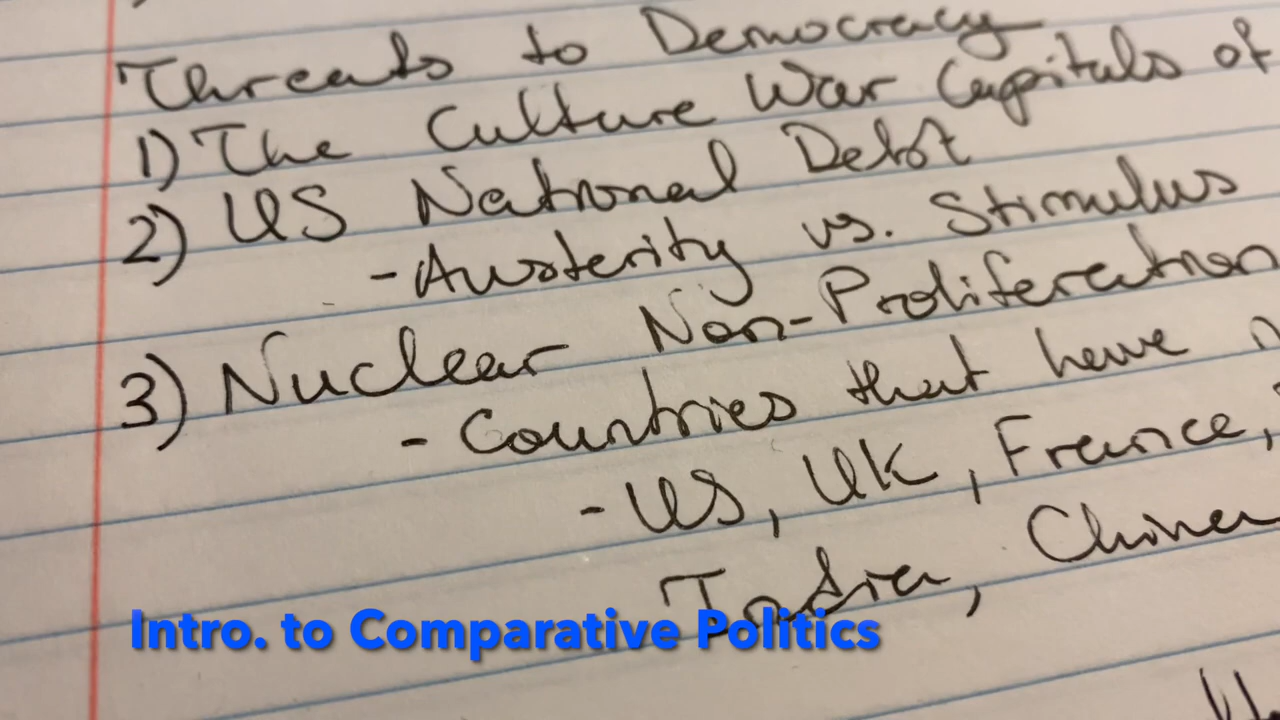 Threats to Democracy
1) The Culture War Capitals of
2) US National Debt
- Austerity vs. Stimulus
3) Nuclear Non-Proliferation
- Countries that have
- US, UK, France,
India, China
Intro. to Comparative Politics